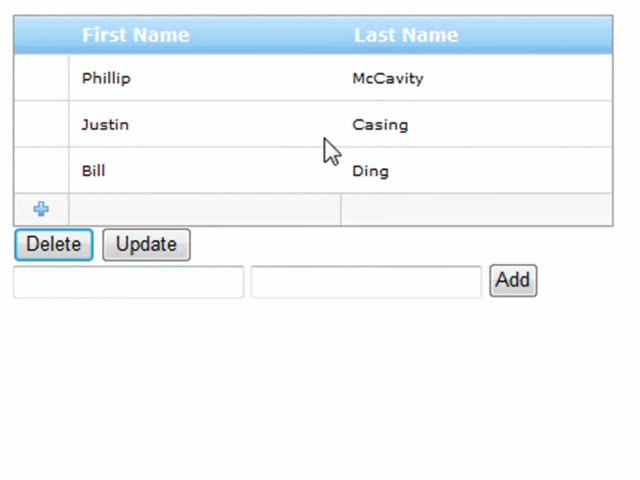 First Name Last Name
Phillip McCavity
Justin Casing
Bill Ding
Delete Update
Add